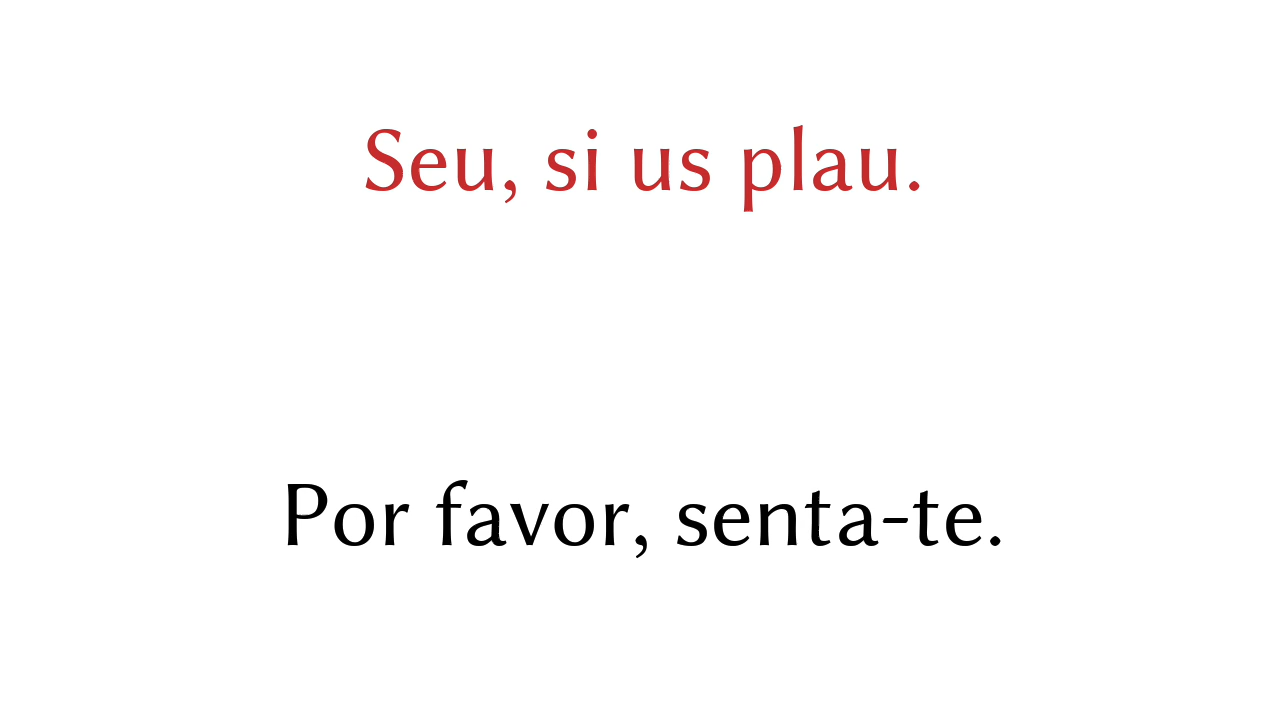 Seu, si us plau.
Por favor, senta-te.